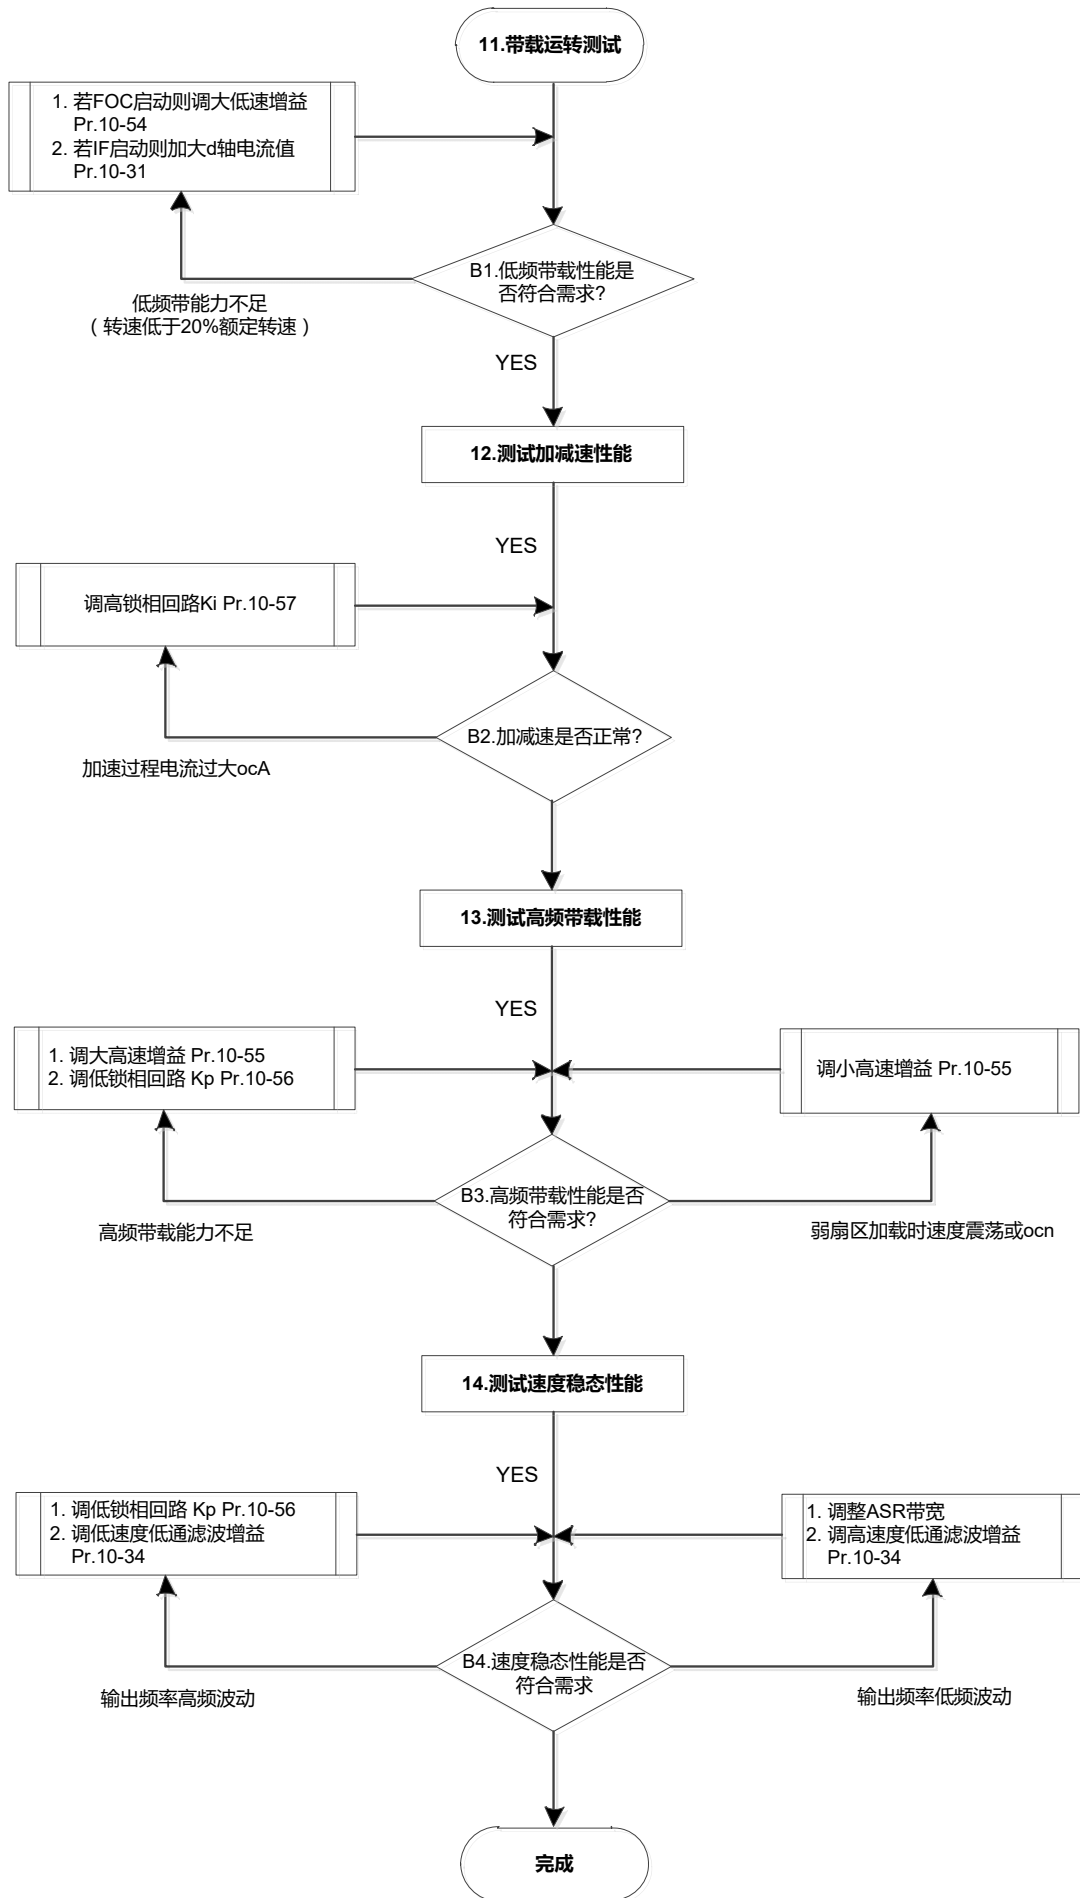 11.带载运转测试
1. 若FOC启动则调大低速增益
Pr.10-54
2. 若IF启动则加大d轴电流值
Pr.10-31
B1.低频带载性能是
否符合需求?
低频带能力不足
（转速低于20%额定转速）
YES
12.测试加减速性能
YES
调高锁相回路Ki Pr.10-57
B2.加减速是否正常?
加速过程电流过大ocA
13.测试高频带载性能
YES
1. 调大高速增益 Pr.10-55
2. 调低锁相回路 Kp Pr.10-56
调小高速增益 Pr.10-55
B3.高频带载性能是否
符合需求?
高频带载能力不足
弱扇区加载时速度震荡或ocn
14.测试速度稳态性能
YES
1. 调低锁相回路 Kp Pr.10-56
2. 调低速度低通滤波增益
Pr.10-34
1. 调整ASR带宽
2. 调高速度低通滤波增益
Pr.10-34
B4.速度稳态性能是否
符合需求
输出频率高频波动
输出频率低频波动
完成